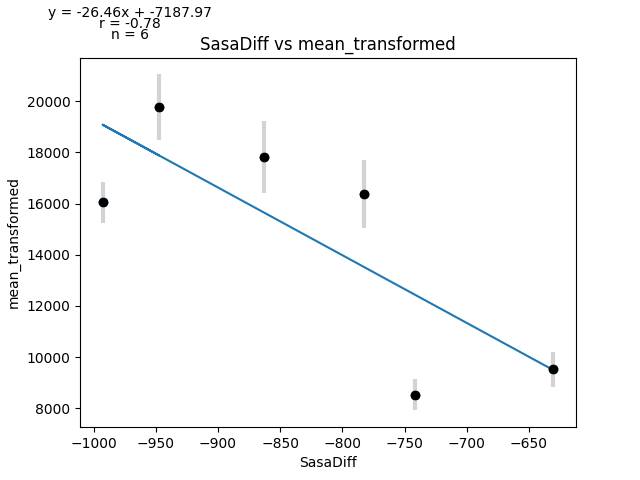 y = -26.46x + -7187.97
r = -0.78
n = 6
SasaDiff vs mean_transformed
20000
18000
16000
14000
12000
10000
8000
mean_transformed
−1000 −950 −900 −850 −800 −750 −700 −650
SasaDiff